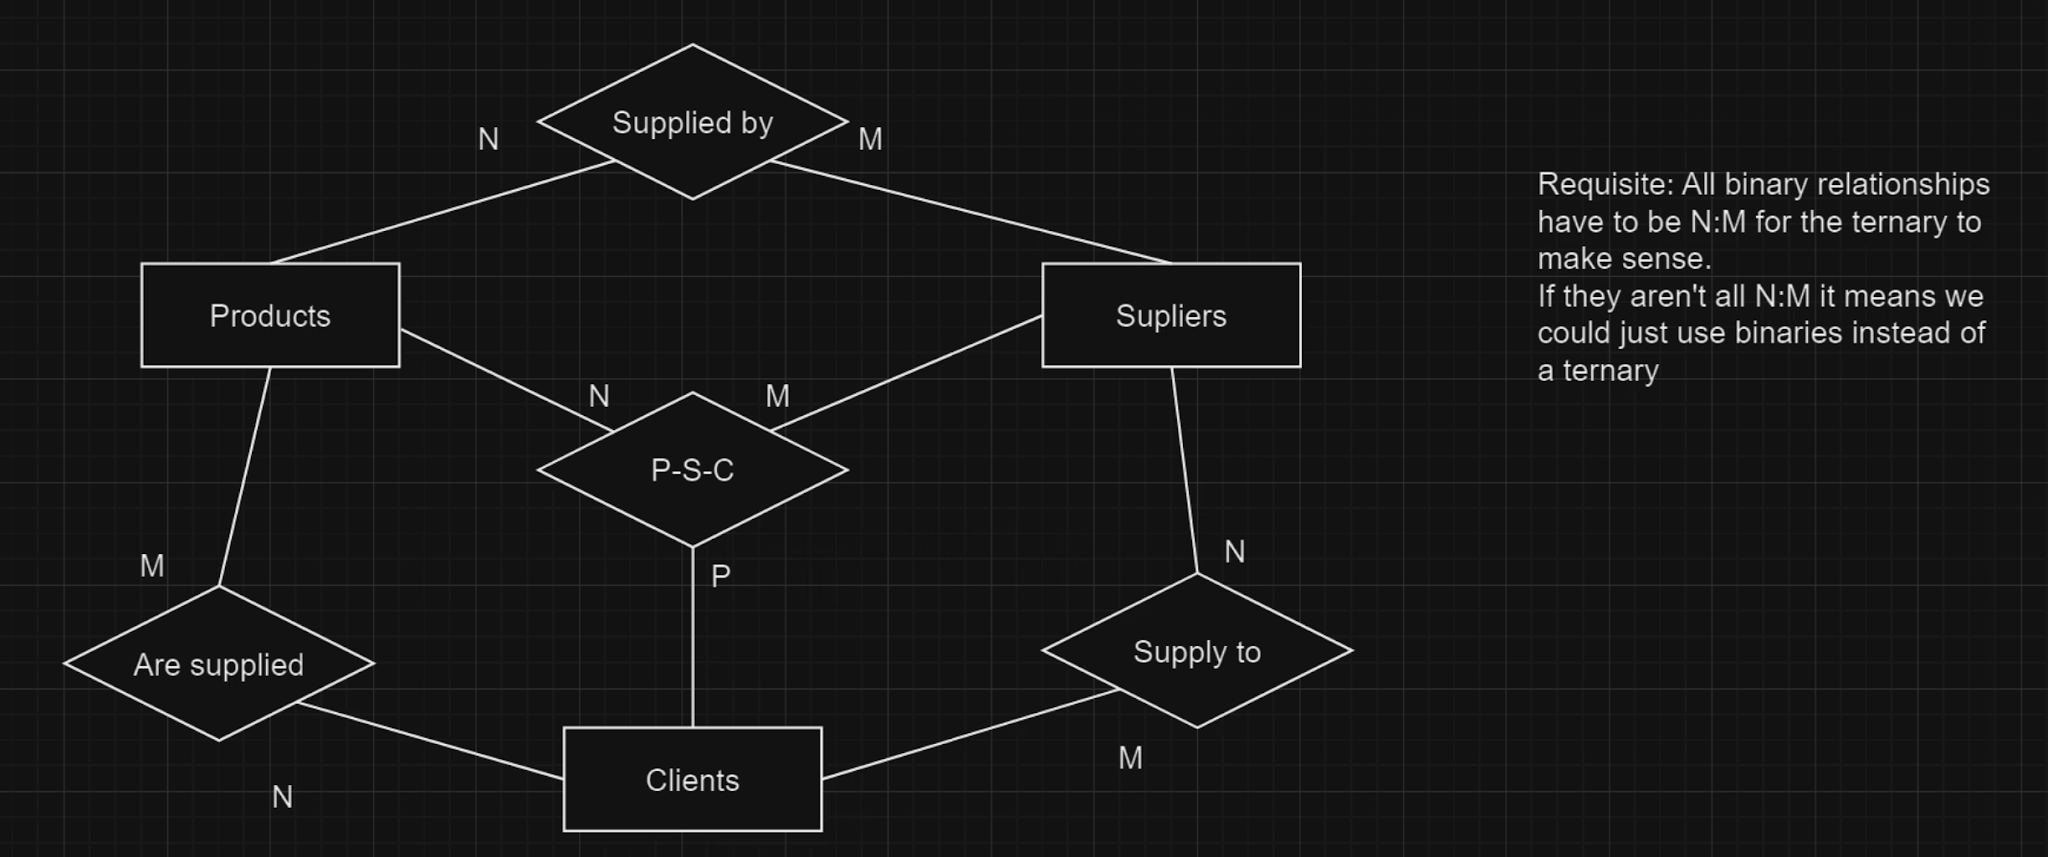 Supplied by
N
M
Requisite: All binary relationships
have to be N:M for the ternary to
make sense.
If they aren't all N:M it means we
could just use binaries instead of
a ternary
Products
Supliers
N
M
P-S-C
M
P
N
Are supplied
Supply to
M
N
Clients